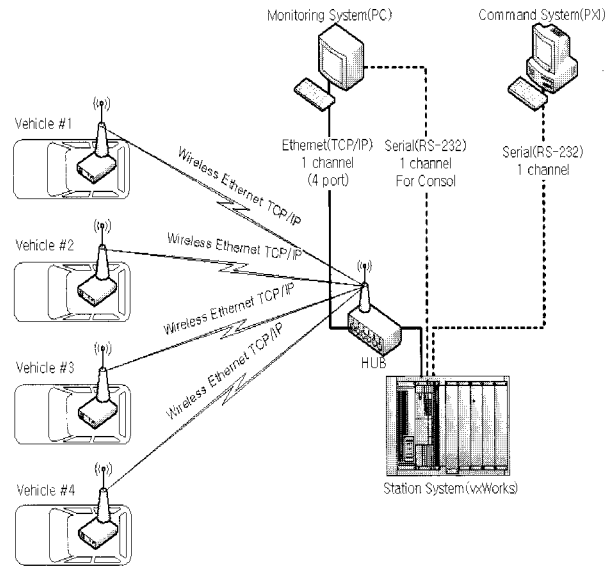 Monitoring System(PC)
Command System(PXI)
Vehicle #1
Ethernet(TCP/IP)
1 channel
(4 port)
Serial(RS-232)
1 channel
For Consol
Serial(RS-232)
1 channel
Wireless Ethernet TCP/IP
Vehicle #2
Wireless Ethernet TCP/IP
Wireless Ethernet TCP/IP
Vehicle #3
Wireless Ethernet TCP/IP
HUB
Vehicle #4
Station System(vxWorks)